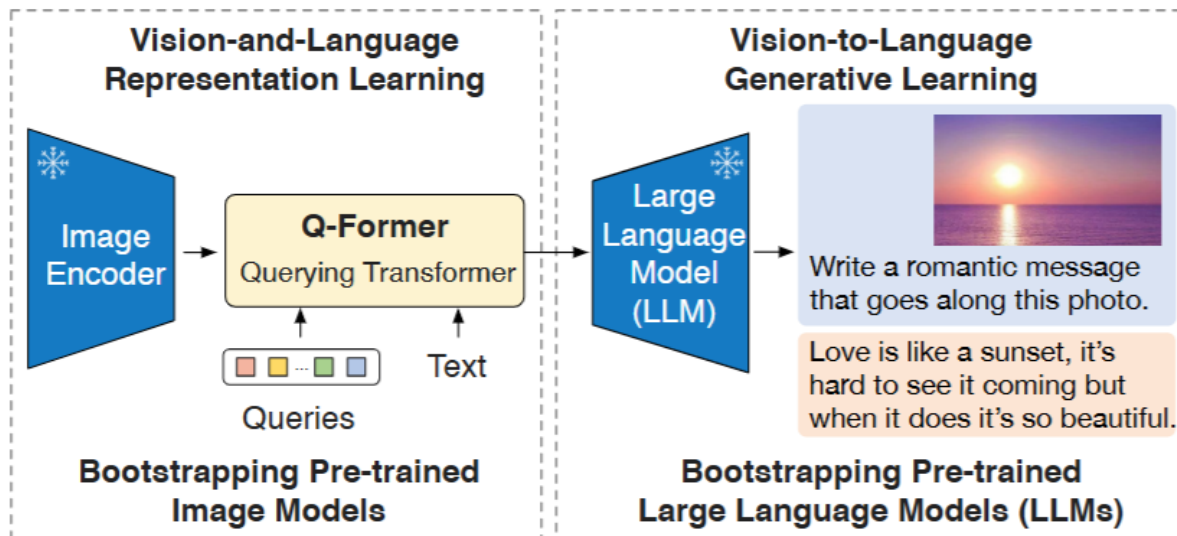 Vision-and-Language
Representation Learning
Image
Encoder
Q-Former
Querying Transformer
...
Queries
Text
Bootstrapping Pre-trained
Image Models
Vision-to-Language
Generative Learning
Large
Language
Model
(LLM)
Write a romantic message
that goes along this photo.
Love is like a sunset, it's
hard to see it coming but
when it does it's so beautiful.
Bootstrapping Pre-trained
Large Language Models (LLMs)